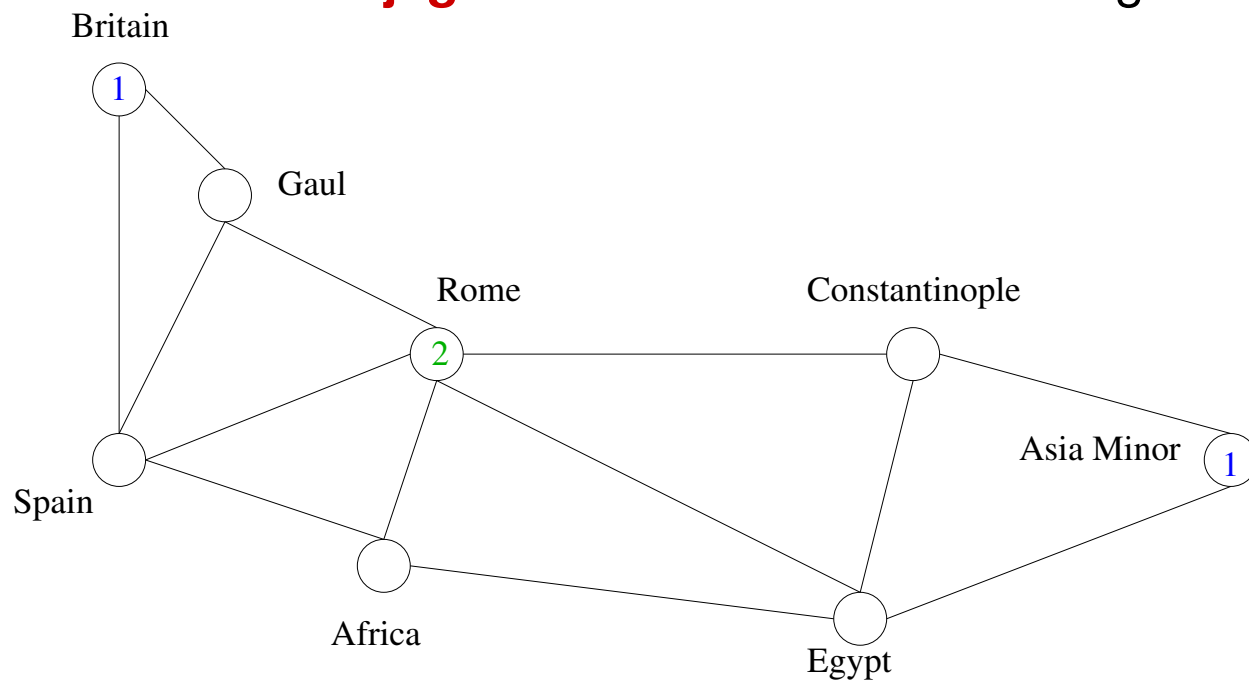 Britain
1
Gaul
Rome
Constantinople
2
Asia Minor
1
Spain
Africa
Egypt